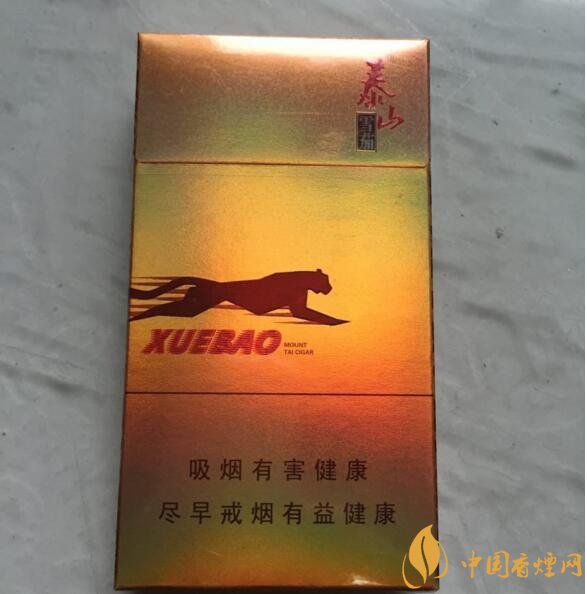 泰山
雪茄
XUEBAO
MOUNT
TAI CIGAR
吸烟有害健康
尽早戒烟有益健康
中国香煙网